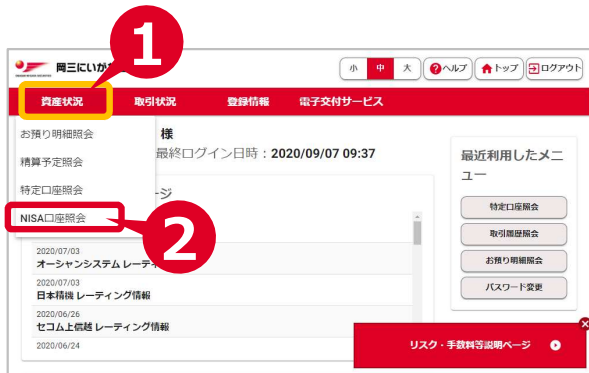 1
岡三にいが
小 中 大 ?ヘルプ トップ ログアウト
資産状況 取引状況 登録情報 電子交付サービス
お預り明細照会
精算予定照会
特定口座照会
NISA口座照会
様
最終ログイン日時：2020/09/07 09:37
ージ
2
2020/07/03
オーシャンシステム レーティ
2020/07/03
日本精機 レーティング情報
2020/06/26
セコム上信越 レーティング情報
2020/06/24
最近利用したメニ
ュー
特定口座照会
取引履歴照会
お預り明細照会
パスワード変更
リスク・手数料等説明ページ